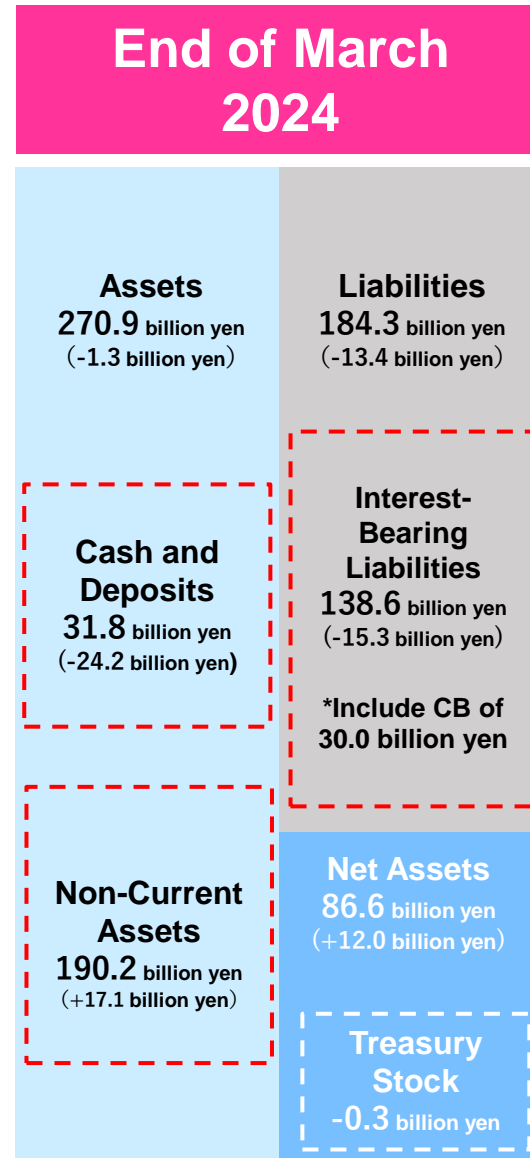 End of March
2024
Assets
270.9 billion yen
(-1.3 billion yen)
Cash and
Deposits
31.8 billion yen
(-24.2 billion yen)
Non-Current
Assets
190.2 billion yen
(+17.1 billion yen)
Liabilities
184.3 billion yen
(-13.4 billion yen)
Interest-
Bearing
Liabilities
138.6 billion yen
(-15.3 billion yen)
*Include CB of
30.0 billion yen
Net Assets
86.6 billion yen
(+12.0 billion yen)
Treasury
Stock
-0.3 billion yen